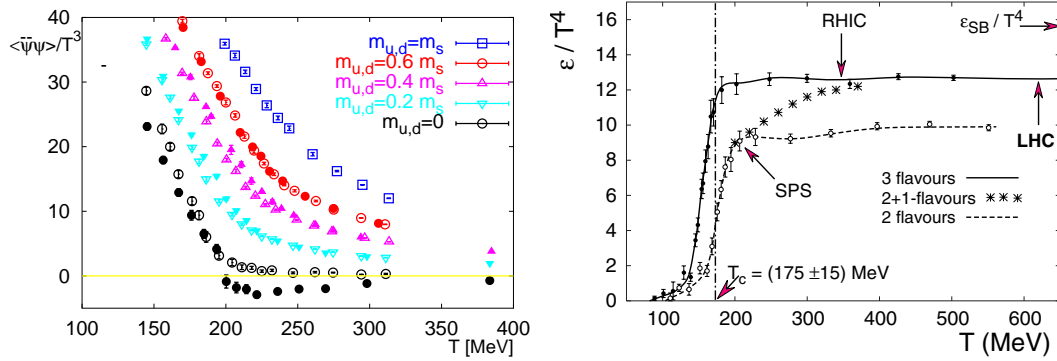 40
<ψ̄ψ>/T³
30
20
10
0
-10
100 150 200 250 300 350 400
T [MeV]
m_{u,d}=m_s
m_{u,d}=0.6 m_s
m_{u,d}=0.4 m_s
m_{u,d}=0.2 m_s
m_{u,d}=0
ε / T⁴
16
14
12
10
8
6
4
2
0
100 200 300 400 500 600
T (MeV)
RHIC
ε_{SB} / T⁴
LHC
SPS
3 flavours
2+1-flavours
2 flavours
T_c = (175 ±15) MeV